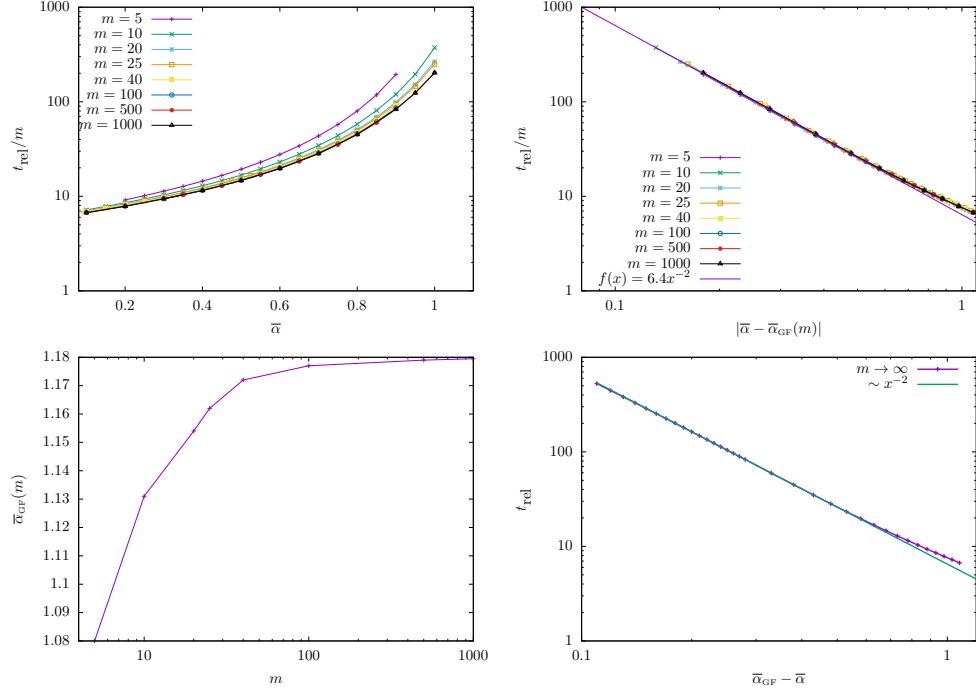 1000
100
10
1
t_rel/m
m = 5
m = 10
m = 20
m = 25
m = 40
m = 100
m = 500
m = 1000
0.2 0.4 0.6 0.8 1
α̅
1000
100
10
1
t_rel/m
m = 5
m = 10
m = 20
m = 25
m = 40
m = 100
m = 500
m = 1000
f(x) = 6.4x⁻²
0.1 1
|α̅ − α̅_GF(m)|
1.18
1.17
1.16
1.15
1.14
1.13
1.12
1.11
1.1
1.09
1.08
α̅_GF(m)
10 100 1000
m
1000
100
10
1
t_rel
m → ∞
∼ x⁻²
0.1 1
α̅_GF − α̅